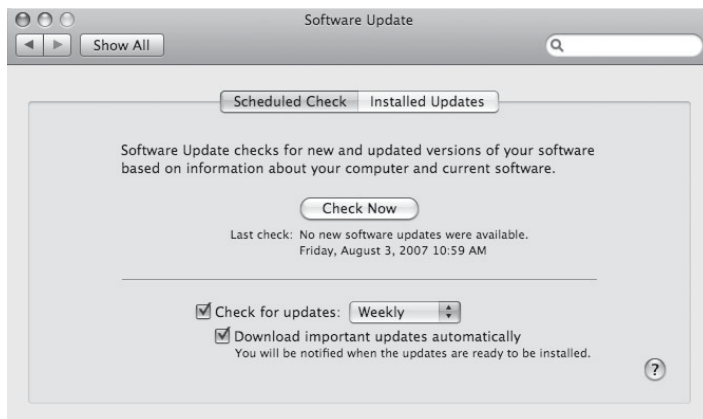 Software Update
Show All
Scheduled Check Installed Updates
Software Update checks for new and updated versions of your software
based on information about your computer and current software.
Check Now
Last check: No new software updates were available.
Friday, August 3, 2007 10:59 AM
Check for updates: Weekly
Download important updates automatically
You will be notified when the updates are ready to be installed.
?